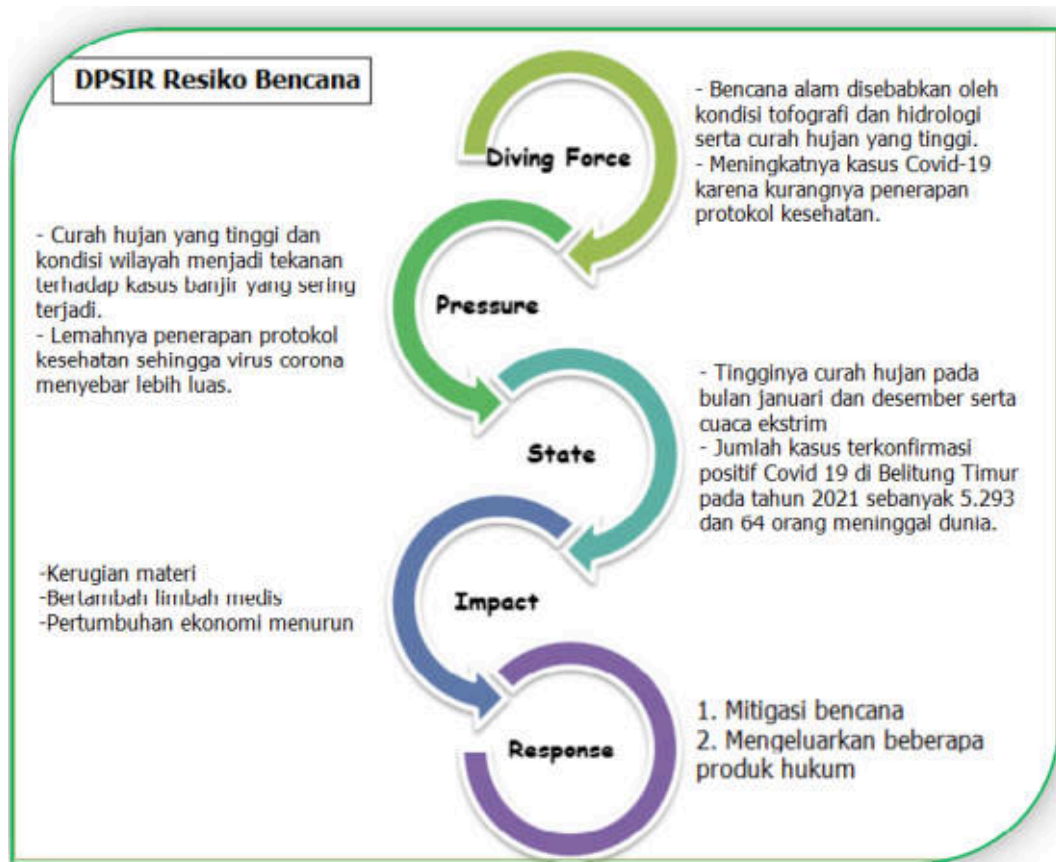 DPSIR Resiko Bencana
Diving Force
- Bencana alam disebabkan oleh
kondisi tofografi dan hidrologi
serta curah hujan yang tinggi.
- Meningkatnya kasus Covid-19
karena kurangnya penerapan
protokol kesehatan.
- Curah hujan yang tinggi dan
kondisi wilayah menjadi tekanan
terhadap kasus banjir yang sering
terjadi.
- Lemahnya penerapan protokol
kesehatan sehingga virus corona
menyebar lebih luas.
Pressure
State
- Tingginya curah hujan pada
bulan januari dan desember serta
cuaca ekstrim
- Jumlah kasus terkonfirmasi
positif Covid 19 di Belitung Timur
pada tahun 2021 sebanyak 5.293
dan 64 orang meninggal dunia.
-Kerugian materi
-Bertambah limbah medis
-Pertumbuhan ekonomi menurun
Impact
Response
1. Mitigasi bencana
2. Mengeluarkan beberapa
produk hukum